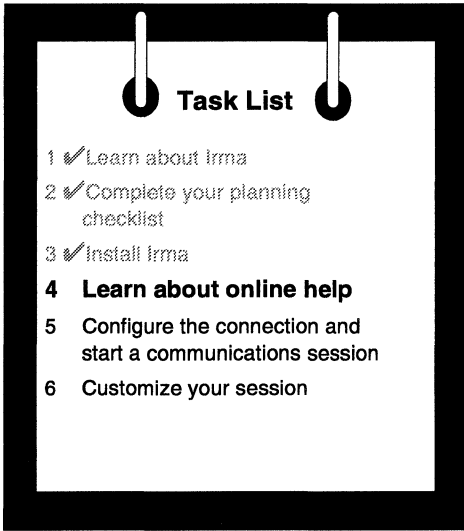 Task List
1 ✔Learn about Irma
2 ✔Complete your planning
checklist
3 ✔Install Irma
4 Learn about online help
5 Configure the connection and
start a communications session
6 Customize your session